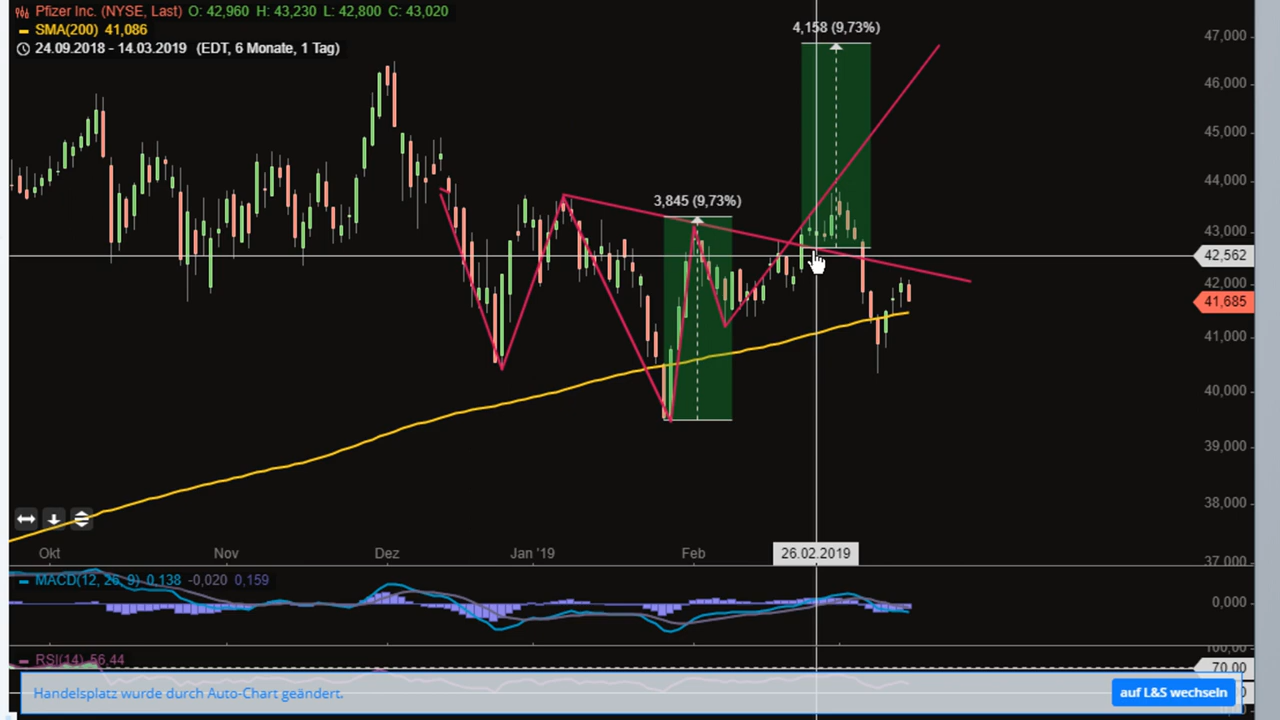 Pfizer Inc. (NYSE, Last) O: 42,960 H: 43,230 L: 42,800 C: 43,020
SMA(200) 41,086
24.09.2018 - 14.03.2019 (EDT, 6 Monate, 1 Tag)
4,158 (9,73%)
3,845 (9,73%)
47,000
46,000
45,000
44,000
43,000
42,562
42,000
41,685
41,000
40,000
39,000
38,000
37,000
Okt Nov Dez Jan '19 Feb 26.02.2019
MACD(12, 26, 9) 0,138 -0,020 0,159
0,000
100,00
RSI(14) 56,44
70,00
Handelsplatz wurde durch Auto-Chart geändert.
auf L&S wechseln